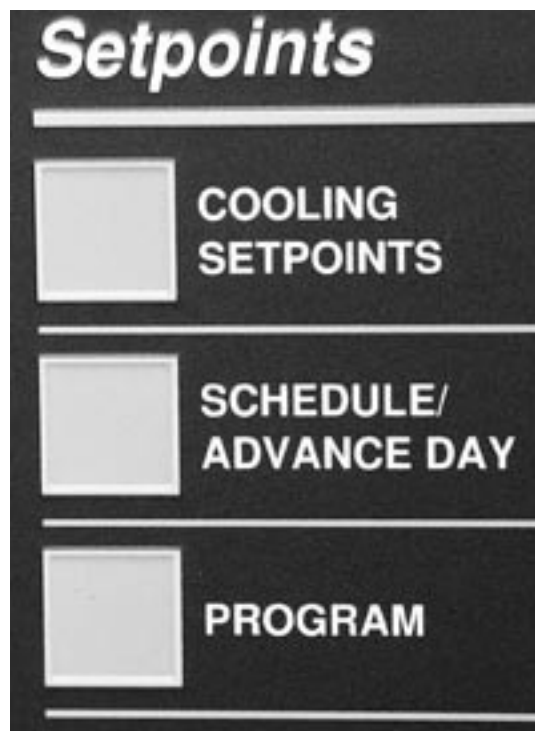 Setpoints
COOLING
SETPOINTS
SCHEDULE/
ADVANCE DAY
PROGRAM